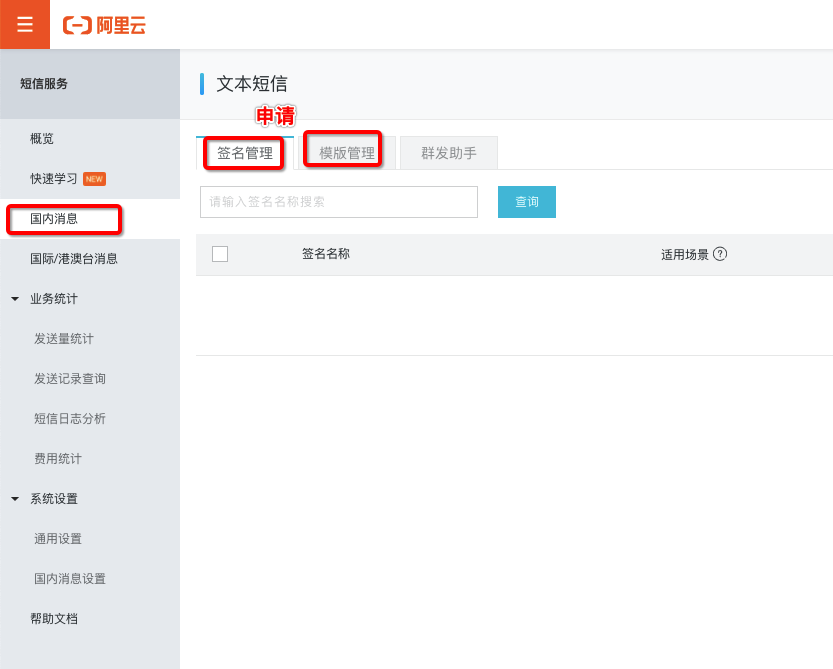 阿里云
短信服务
概览
快速学习 NEW
国内消息
国际/港澳台消息
业务统计
发送量统计
发送记录查询
短信日志分析
费用统计
系统设置
通用设置
国内消息设置
帮助文档
文本短信
申请
签名管理 模版管理 群发助手
请输入签名名称搜索 查询
签名名称 适用场景 ?